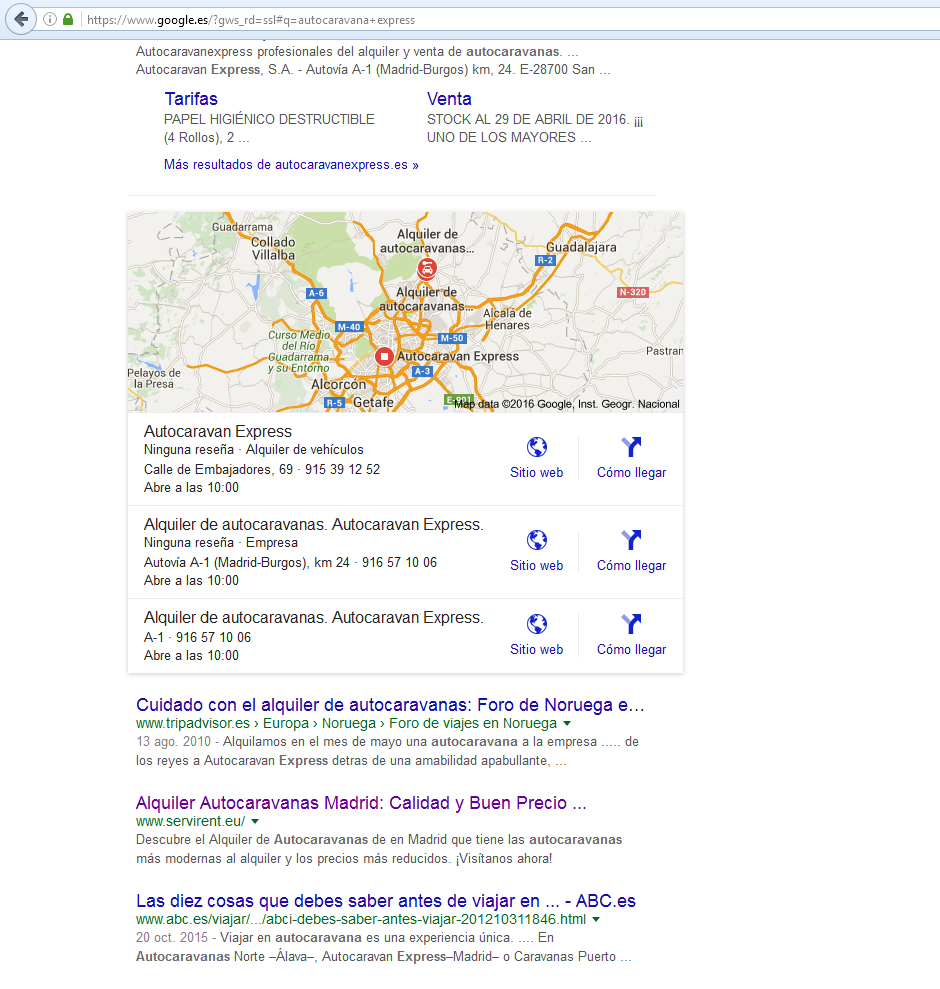 https://www.google.es/?gws_rd=ssl#q=autocaravana+express
Autocaravanexpress profesionales del alquiler y venta de autocaravanas. ...
Autocaravan Express, S.A. - Autovía A-1 (Madrid-Burgos) km, 24. E-28700 San ...
Tarifas
PAPEL HIGIÉNICO DESTRUCTIBLE
(4 Rollos), 2 ...
Venta
STOCK AL 29 DE ABRIL DE 2016. ¡¡¡
UNO DE LOS MAYORES ...
Más resultados de autocaravanexpress.es »
Guadarrama
Collado
Villalba
Alquiler de
autocaravanas...
Guadalajara
R-2
A-6
Alquiler de
autocaravanas...
N-320
Alcalá de
Henares
M-40
Curso Medio
del Río
Guadarrama
y su Entorno
M-50
Autocaravan Express
Pastran
A-3
Pelayos de
la Presa
Alcorcón
R-5
Getafe
E-901
Map data ©2016 Google, Inst. Geogr. Nacional
Autocaravan Express
Ninguna reseña · Alquiler de vehículos
Calle de Embajadores, 69 · 915 39 12 52
Abre a las 10:00
Sitio web
Cómo llegar
Alquiler de autocaravanas. Autocaravan Express.
Ninguna reseña · Empresa
Autovía A-1 (Madrid-Burgos), km 24 · 916 57 10 06
Abre a las 10:00
Sitio web
Cómo llegar
Alquiler de autocaravanas. Autocaravan Express.
A-1 · 916 57 10 06
Abre a las 10:00
Sitio web
Cómo llegar
Cuidado con el alquiler de autocaravanas: Foro de Noruega e...
www.tripadvisor.es › Europa › Noruega › Foro de viajes en Noruega
13 ago. 2010 - Alquilamos en el mes de mayo una autocaravana a la empresa ..... de
los reyes a Autocaravan Express detras de una amabilidad apabullante, ...
Alquiler Autocaravanas Madrid: Calidad y Buen Precio ...
www.servirent.eu/
Descubre el Alquiler de Autocaravanas de en Madrid que tiene las autocaravanas
más modernas al alquiler y los precios más reducidos. ¡Visítanos ahora!
Las diez cosas que debes saber antes de viajar en ... - ABC.es
www.abc.es/viajar/.../abci-debes-saber-antes-viajar-201210311846.html
20 oct. 2015 - Viajar en autocaravana es una experiencia única. .... En
Autocaravanas Norte –Álava–, Autocaravan Express–Madrid– o Caravanas Puerto ...